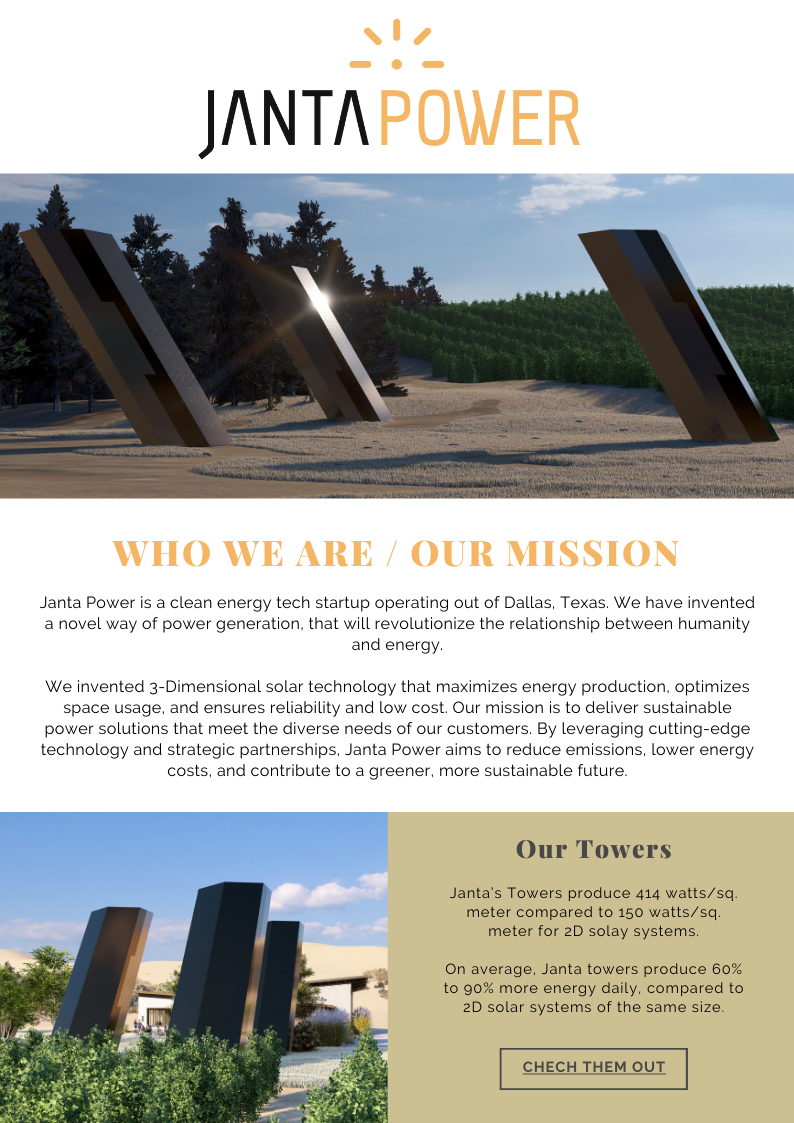 JANTA POWER
WHO WE ARE / OUR MISSION
Janta Power is a clean energy tech startup operating out of Dallas, Texas. We have invented
a novel way of power generation, that will revolutionize the relationship between humanity
and energy.
We invented 3-Dimensional solar technology that maximizes energy production, optimizes
space usage, and ensures reliability and low cost. Our mission is to deliver sustainable
power solutions that meet the diverse needs of our customers. By leveraging cutting-edge
technology and strategic partnerships, Janta Power aims to reduce emissions, lower energy
costs, and contribute to a greener, more sustainable future.
Our Towers
Janta's Towers produce 414 watts/sq.
meter compared to 150 watts/sq.
meter for 2D solay systems.
On average, Janta towers produce 60%
to 90% more energy daily, compared to
2D solar systems of the same size.
CHECH THEM OUT